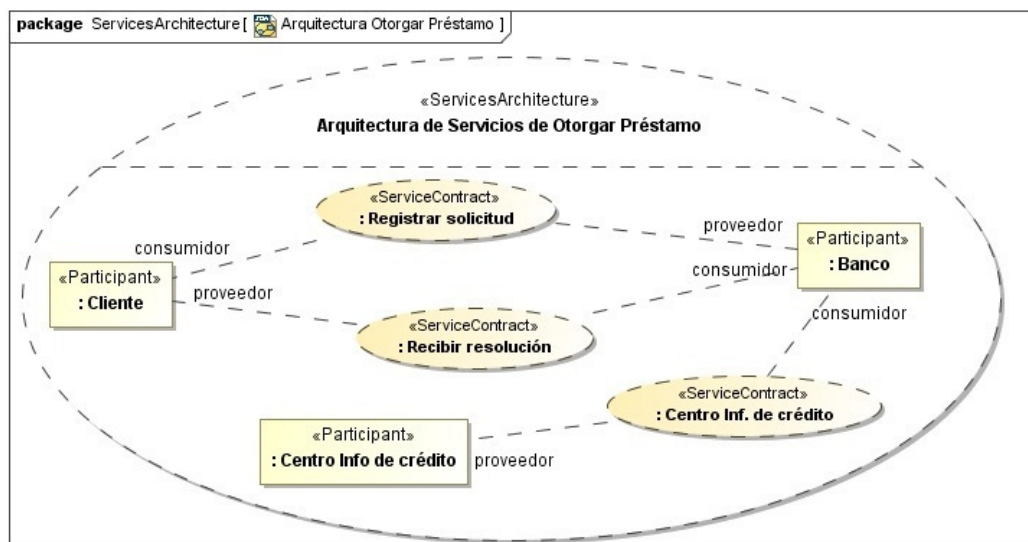 package ServicesArchitecture [ Arquitectura Otorgar Préstamo ]
«ServicesArchitecture»
Arquitectura de Servicios de Otorgar Préstamo
«ServiceContract»
: Registrar solicitud
consumidor
proveedor
«Participant»
: Cliente
«Participant»
: Banco
proveedor
consumidor
«ServiceContract»
: Recibir resolución
consumidor
«ServiceContract»
: Centro Inf. de crédito
«Participant»
: Centro Info de crédito
proveedor